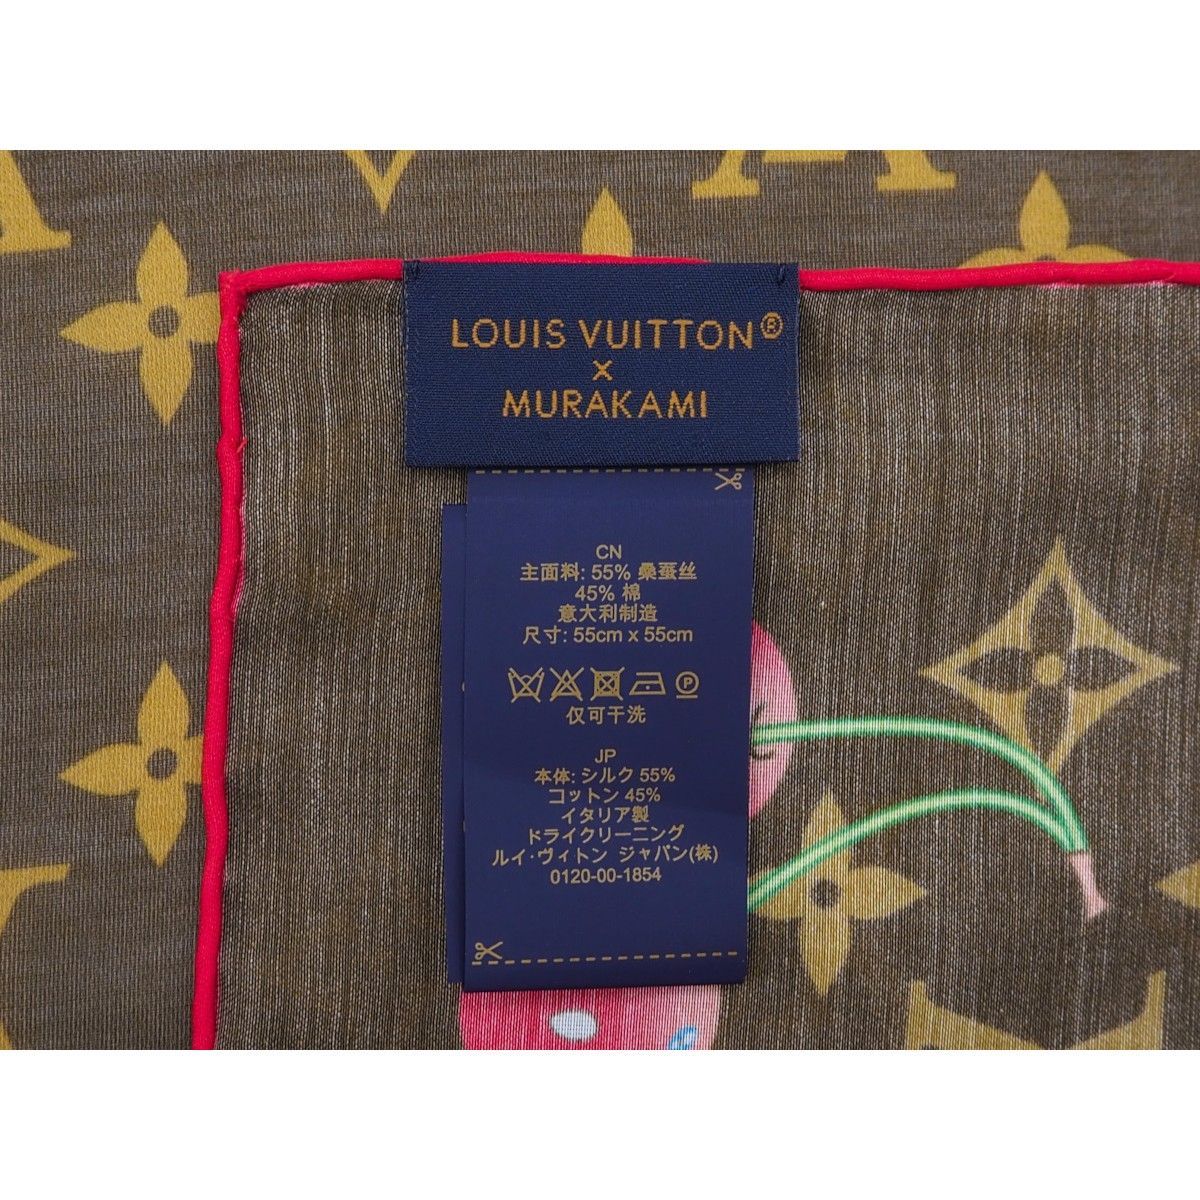 LOUIS VUITTON®
x
MURAKAMI
CN
主面料: 55% 桑蚕丝
45% 棉
意大利制造
尺寸: 55cm x 55cm
P
仅可干洗
JP
本体: シルク 55%
コットン 45%
イタリア製
ドライクリーニング
ルイ・ヴィトン ジャパン(株)
0120-00-1854